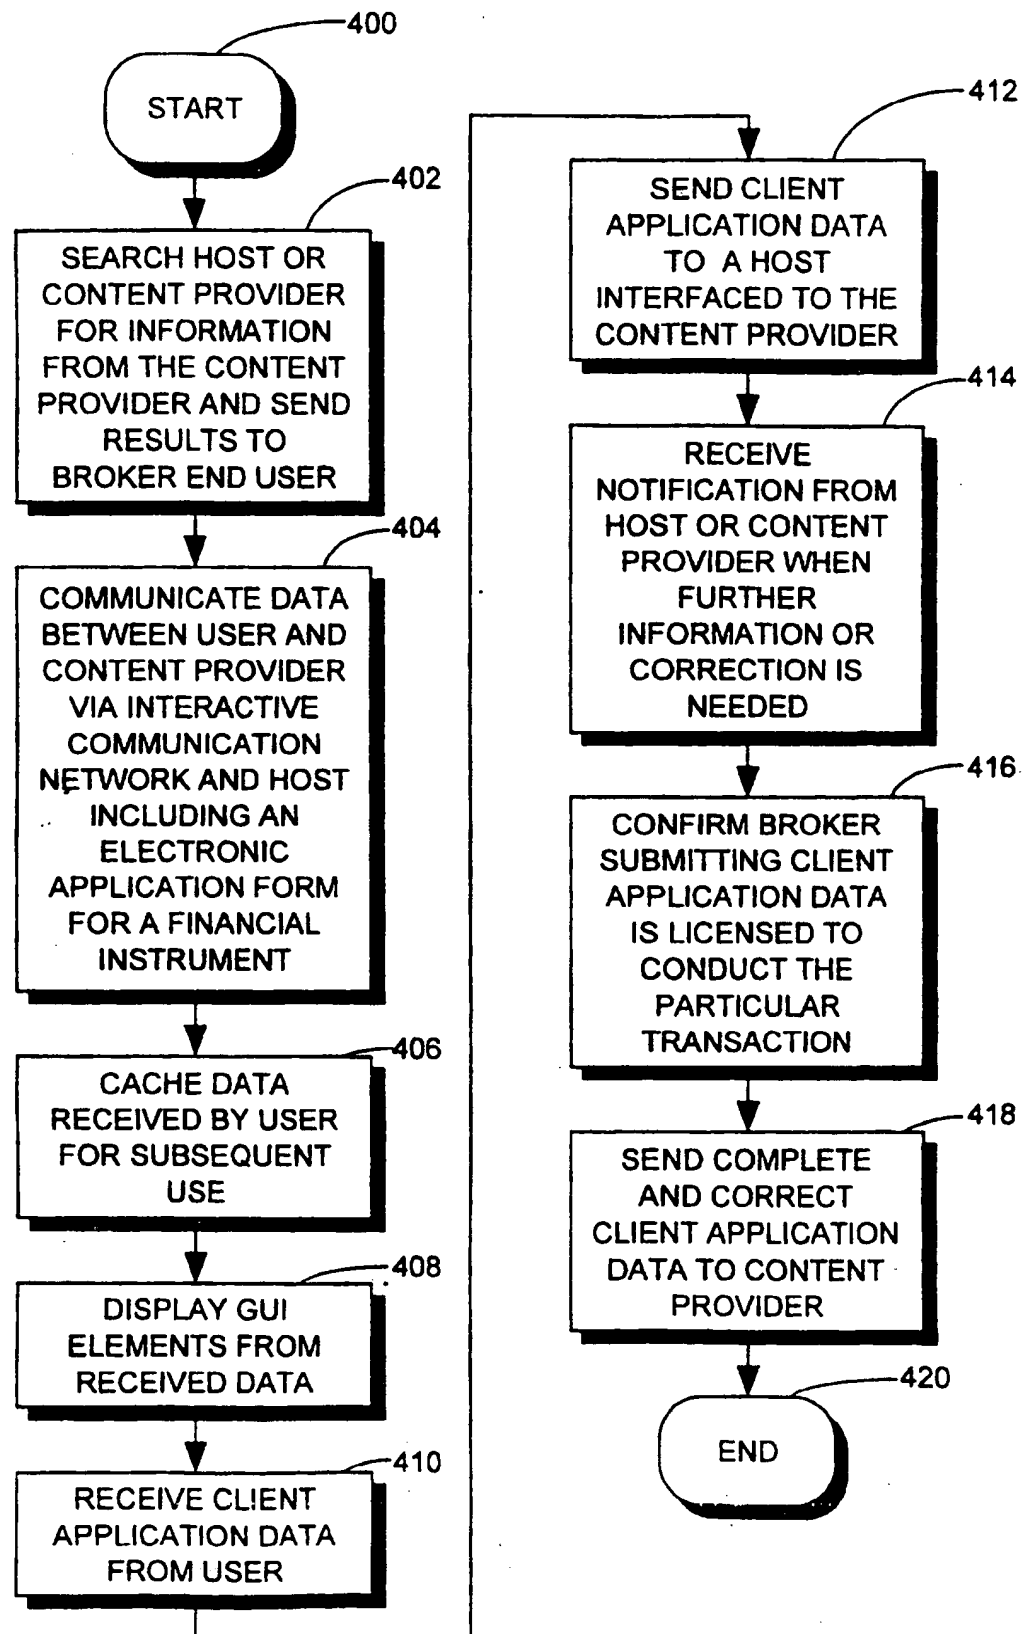 400
START
402
SEARCH HOST OR
CONTENT PROVIDER
FOR INFORMATION
FROM THE CONTENT
PROVIDER AND SEND
RESULTS TO
BROKER END USER
404
COMMUNICATE DATA
BETWEEN USER AND
CONTENT PROVIDER
VIA INTERACTIVE
COMMUNICATION
NETWORK AND HOST
INCLUDING AN
ELECTRONIC
APPLICATION FORM
FOR A FINANCIAL
INSTRUMENT
406
CACHE DATA
RECEIVED BY USER
FOR SUBSEQUENT
USE
408
DISPLAY GUI
ELEMENTS FROM
RECEIVED DATA
410
RECEIVE CLIENT
APPLICATION DATA
FROM USER
412
SEND CLIENT
APPLICATION DATA
TO A HOST
INTERFACED TO THE
CONTENT PROVIDER
414
RECEIVE
NOTIFICATION FROM
HOST OR CONTENT
PROVIDER WHEN
FURTHER
INFORMATION OR
CORRECTION IS
NEEDED
416
CONFIRM BROKER
SUBMITTING CLIENT
APPLICATION DATA
IS LICENSED TO
CONDUCT THE
PARTICULAR
TRANSACTION
418
SEND COMPLETE
AND CORRECT
CLIENT APPLICATION
DATA TO CONTENT
PROVIDER
420
END